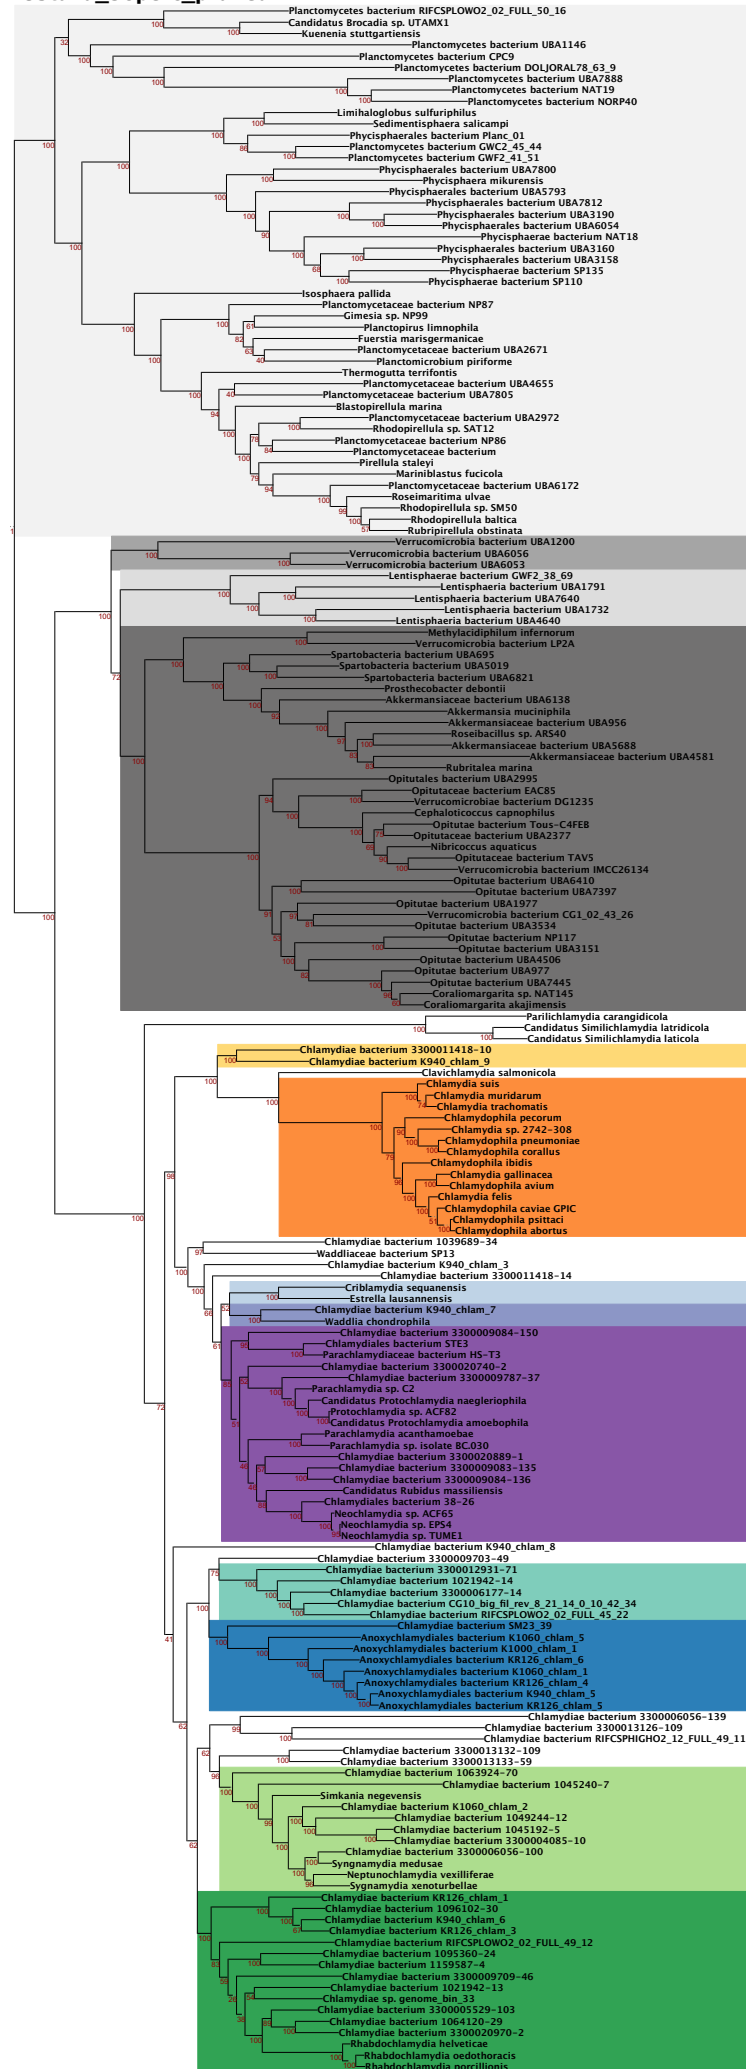 Planctomycetes bacterium RIFCSPLOWO2_02_FULL_50_16
Candidatus Brocadia sp. UTAMX1
Kuenenia stuttgartiensis
Planctomycetes bacterium UBA1146
Planctomycetes bacterium CPC9
Planctomycetes bacterium DOLJORAL78_63_9
Planctomycetes bacterium UBA7888
Planctomycetes bacterium NAT19
Planctomycetes bacterium NORP40
Limihaloglobus sulfuriphilus
Sedimentisphaera salicampi
Phycisphaerales bacterium Planc_01
Planctomycetes bacterium GWC2_45_44
Planctomycetes bacterium GWF2_41_51
Phycisphaerales bacterium UBA7800
Phycisphaera mikurensis
Phycisphaerales bacterium UBA5793
Phycisphaerales bacterium UBA7812
Phycisphaerales bacterium UBA3190
Phycisphaerales bacterium UBA6054
Phycisphaerae bacterium NAT18
Phycisphaerales bacterium UBA3160
Phycisphaerales bacterium UBA3158
Phycisphaerae bacterium SP135
Phycisphaerae bacterium SP110
Isosphaera pallida
Planctomycetaceae bacterium NP87
Gimesia sp. NP99
Planctopirus limnophila
Fuerstia marisgermanicae
Planctomycetaceae bacterium UBA2671
Planctomicrobium piriforme
Thermogutta terrifontis
Planctomycetaceae bacterium UBA4655
Planctomycetaceae bacterium UBA7805
Blastopirellula marina
Planctomycetaceae bacterium UBA2972
Rhodopirellula sp. SAT12
Planctomycetaceae bacterium NP86
Planctomycetaceae bacterium
Pirellula staleyi
Mariniblastus fucicola
Planctomycetaceae bacterium UBA6172
Roseimaritima ulvae
Rhodopirellula sp. SM50
Rhodopirellula baltica
Rubripirellula obstinata
Verrucomicrobia bacterium UBA1200
Verrucomicrobia bacterium UBA6056
Verrucomicrobia bacterium UBA6053
Lentisphaerae bacterium GWF2_38_69
Lentisphaeria bacterium UBA1791
Lentisphaeria bacterium UBA7640
Lentisphaeria bacterium UBA1732
Lentisphaeria bacterium UBA4640
Methylacidiphilum infernorum
Verrucomicrobia bacterium LP2A
Spartobacteria bacterium UBA695
Spartobacteria bacterium UBA5019
Spartobacteria bacterium UBA6821
Prosthecobacter debontii
Akkermansiaceae bacterium UBA6138
Akkermansia muciniphila
Akkermansiaceae bacterium UBA956
Roseibacillus sp. ARS40
Akkermansiaceae bacterium UBA5688
Akkermansiaceae bacterium UBA4581
Rubritalea marina
Opitutales bacterium UBA2995
Opitutaceae bacterium EAC85
Verrucomicrobiae bacterium DG1235
Cephaloticoccus capnophilus
Opitutae bacterium Tous-C4FEB
Opitutaceae bacterium UBA2377
Nibricoccus aquaticus
Opitutaceae bacterium TAV5
Verrucomicrobia bacterium IMCC26134
Opitutae bacterium UBA6410
Opitutae bacterium UBA7397
Opitutae bacterium UBA1977
Verrucomicrobia bacterium CG1_02_43_26
Opitutae bacterium UBA3534
Opitutae bacterium NP117
Opitutae bacterium UBA3151
Opitutae bacterium UBA4506
Opitutae bacterium UBA977
Opitutae bacterium UBA7445
Coraliomargarita sp. NAT145
Coraliomargarita akajimensis
Parilichlamydia carangidicola
Candidatus Similichlamydia latridicola
Candidatus Similichlamydia laticola
Chlamydiae bacterium 3300011418-10
Chlamydiae bacterium K940_chlam_9
Clavichlamydia salmonicola
Chlamydia suis
Chlamydia muridarum
Chlamydia trachomatis
Chlamydophila pecorum
Chlamydia sp. 2742-308
Chlamydophila pneumoniae
Chlamydophila corallus
Chlamydophila ibidis
Chlamydia gallinacea
Chlamydophila avium
Chlamydia felis
Chlamydophila caviae GPIC
Chlamydophila psittaci
Chlamydophila abortus
Chlamydiae bacterium 1039689-34
Waddliaceae bacterium SP13
Chlamydiae bacterium K940_chlam_3
Chlamydiae bacterium 3300011418-14
Criblamydia sequanensis
Estrella lausannensis
Chlamydiae bacterium K940_chlam_7
Waddlia chondrophila
Chlamydiae bacterium 3300009084-150
Chlamydiales bacterium STE3
Parachlamydiaceae bacterium HS-T3
Chlamydiae bacterium 3300020740-2
Chlamydiae bacterium 3300009787-37
Parachlamydia sp. C2
Candidatus Protochlamydia naegleriophila
Protochlamydia sp. ACF82
Candidatus Protochlamydia amoebophila
Parachlamydia acanthamoebae
Parachlamydia sp. isolate BC.030
Chlamydiae bacterium 3300020889-1
Chlamydiae bacterium 3300009083-135
Chlamydiae bacterium 3300009084-136
Candidatus Rubidus massiliensis
Chlamydiales bacterium 38-26
Neochlamydia sp. ACF65
Neochlamydia sp. EPS4
Neochlamydia sp. TUME1
Chlamydiae bacterium K940_chlam_8
Chlamydiae bacterium 3300009703-49
Chlamydiae bacterium 3300012931-71
Chlamydiae bacterium 1021942-14
Chlamydiae bacterium 3300006177-14
Chlamydiae bacterium CG10_big_fil_rev_8_21_14_0_10_42_34
Chlamydiae bacterium RIFCSPLOWO2_02_FULL_45_22
Chlamydiae bacterium SM23_39
Anoxychlamydiales bacterium K1060_chlam_5
Anoxychlamydiales bacterium K1000_chlam_1
Anoxychlamydiales bacterium KR126_chlam_6
Anoxychlamydiales bacterium K1060_chlam_1
Anoxychlamydiales bacterium KR126_chlam_4
Anoxychlamydiales bacterium K940_chlam_5
Anoxychlamydiales bacterium KR126_chlam_5
Chlamydiae bacterium 3300006056-139
Chlamydiae bacterium 3300013126-109
Chlamydiae bacterium RIFCSPHIGHO2_12_FULL_49_11
Chlamydiae bacterium 3300013132-109
Chlamydiae bacterium 3300013133-59
Chlamydiae bacterium 1063924-70
Chlamydiae bacterium 1045240-7
Simkania negevensis
Chlamydiae bacterium K1060_chlam_2
Chlamydiae bacterium 1049244-12
Chlamydiae bacterium 1045192-5
Chlamydiae bacterium 3300004085-10
Chlamydiae bacterium 3300006056-100
Syngnamydia medusae
Neptunochlamydia vexilliferae
Sygnamydia xenoturbellae
Chlamydiae bacterium KR126_chlam_1
Chlamydiae bacterium 1096102-30
Chlamydiae bacterium K940_chlam_6
Chlamydiae bacterium KR126_chlam_3
Chlamydiae bacterium RIFCSPLOWO2_02_FULL_49_12
Chlamydiae bacterium 1095360-24
Chlamydiae bacterium 1159587-4
Chlamydiae bacterium 3300009709-46
Chlamydiae bacterium 1021942-13
Chlamydiae sp. genome_bin_33
Chlamydiae bacterium 3300005529-103
Chlamydiae bacterium 1064120-29
Chlamydiae bacterium 3300020970-2
Rhabdochlamydia helveticae
Rhabdochlamydia oedothoracis
Rhabdochlamydia porcellionis